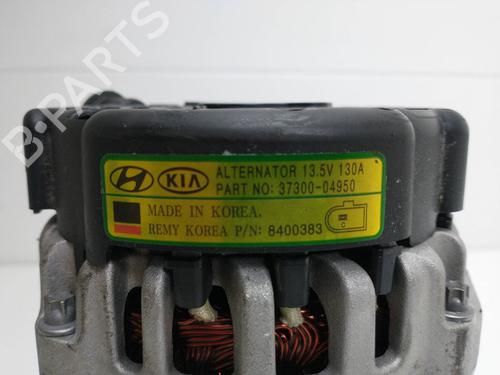 B-PARTS
KIA ALTERNATOR 13.5V 130A
PART NO: 37300-04950
MADE IN KOREA.
REMY KOREA P/N: 8400383
C